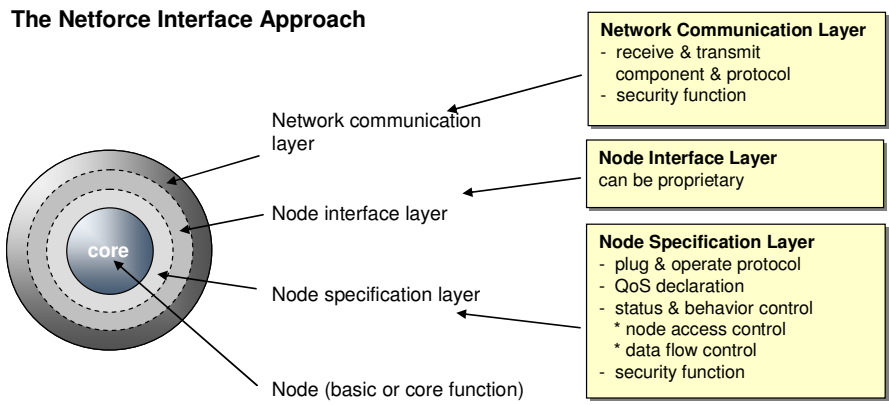 The Netforce Interface Approach
Network communication
layer
Node interface layer
Node specification layer
Node (basic or core function)
core
Network Communication Layer
- receive & transmit
component & protocol
- security function
Node Interface Layer
can be proprietary
Node Specification Layer
- plug & operate protocol
- QoS declaration
- status & behavior control
* node access control
* data flow control
- security function